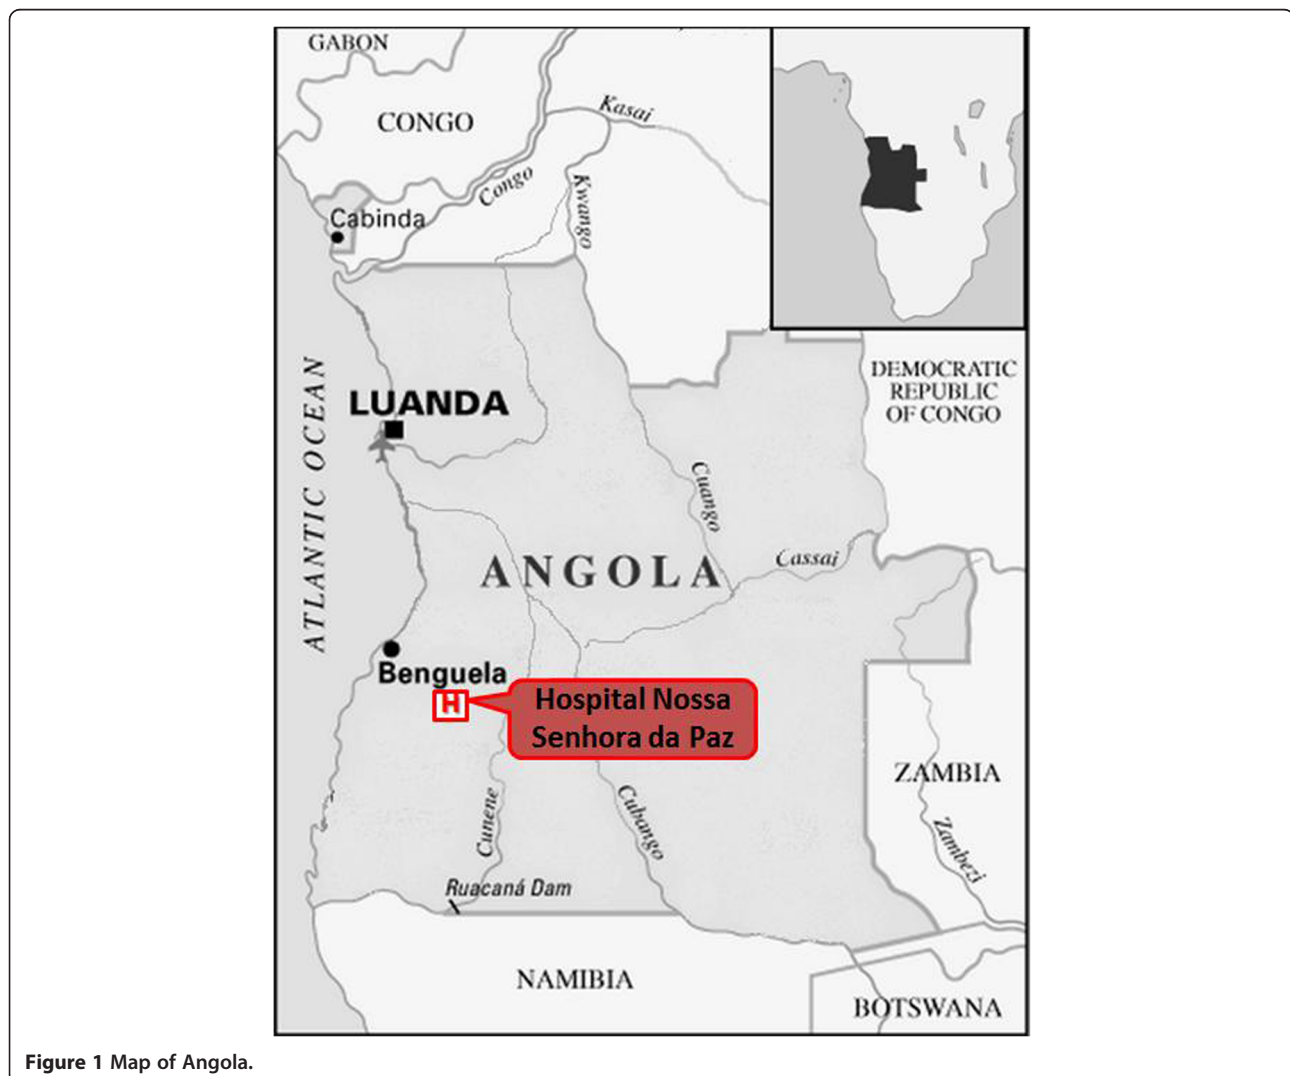 GABON
CONGO
Kasai
Congo
Kwango
Cabinda
DEMOCRATIC
REPUBLIC
OF CONGO
ATLANTIC OCEAN
LUANDA
Cuango
ANGOLA
Cassai
Benguela
H
Hospital Nossa
Senhora da Paz
ZAMBIA
Cunene
Cubango
Zambezi
Ruacaná Dam
NAMIBIA
BOTSWANA
Figure 1 Map of Angola.